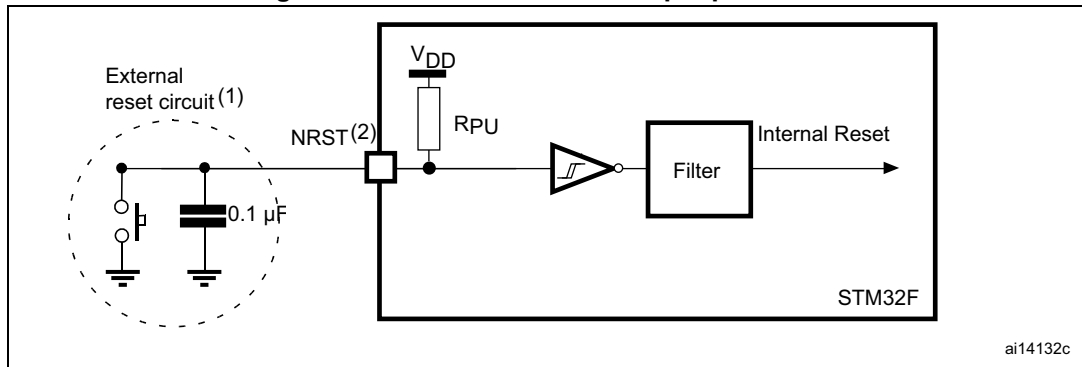 VDD
External
reset circuit (1)
NRST(2)
RPU
Internal Reset
Filter
0.1 µF
STM32F
ai14132c